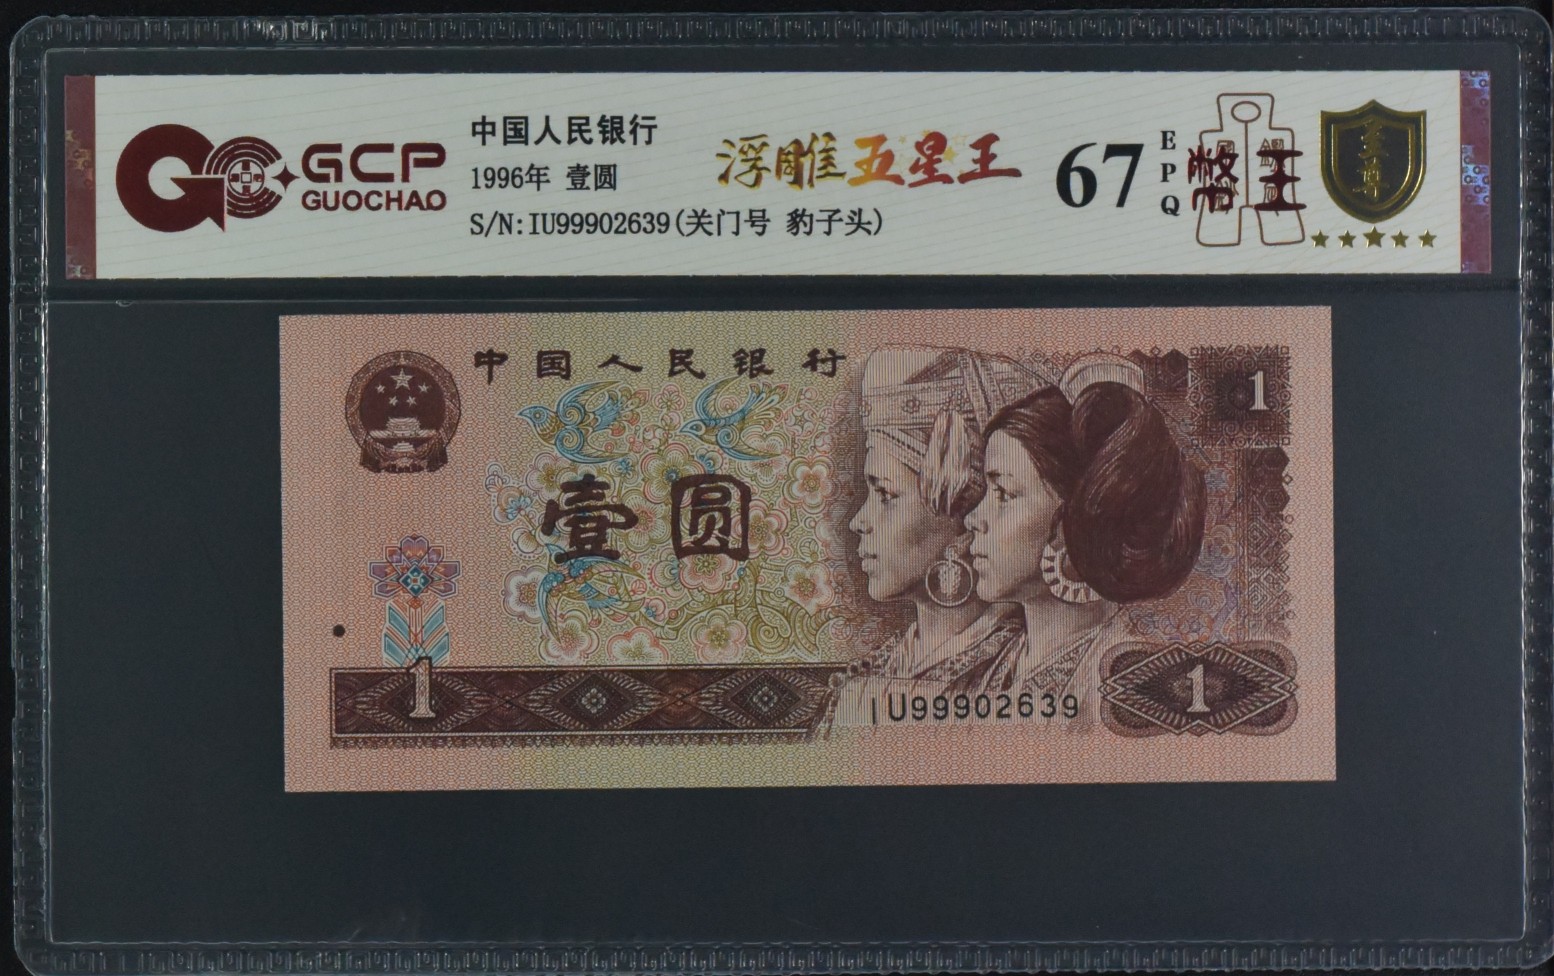 GCP
GUOCHAO
中国人民银行
1996年 壹圆
S/N:IU99902639(关门号 豹子头)
浮雕五星王
67
EPQ
至尊
中国人民银行
1
壹圆
1
IU99902639
1